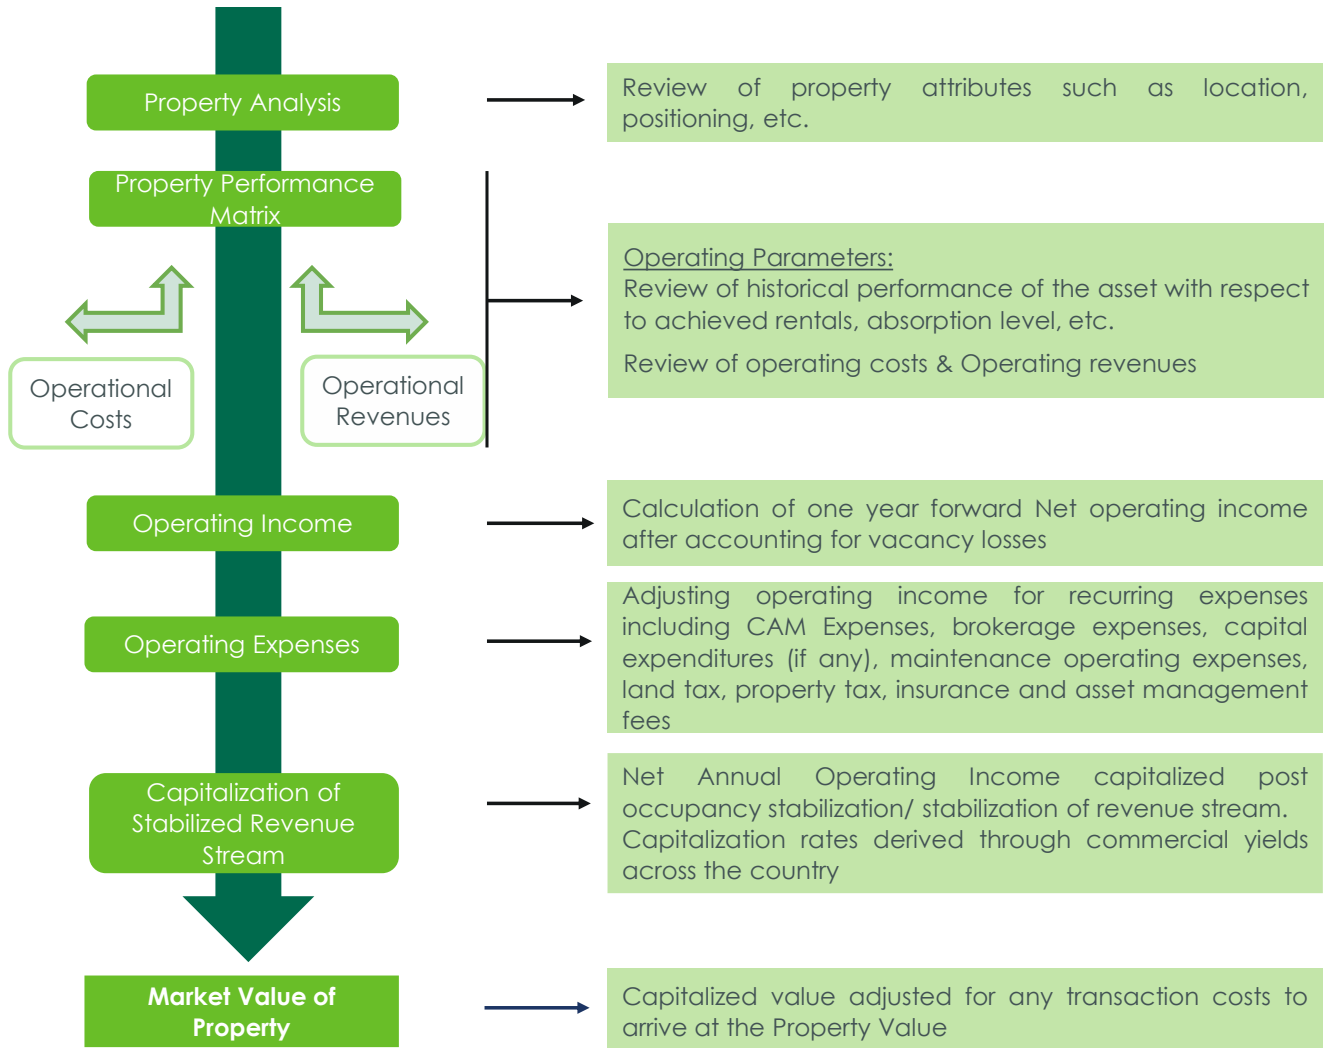 Property Analysis
Review of property attributes such as location,
positioning, etc.
Property Performance
Matrix
Operational
Costs
Operational
Revenues
Operating Parameters:
Review of historical performance of the asset with respect
to achieved rentals, absorption level, etc.
Review of operating costs & Operating revenues
Operating Income
Calculation of one year forward Net operating income
after accounting for vacancy losses
Operating Expenses
Adjusting operating income for recurring expenses
including CAM Expenses, brokerage expenses, capital
expenditures (if any), maintenance operating expenses,
land tax, property tax, insurance and asset management
fees
Capitalization of
Stabilized Revenue
Stream
Net Annual Operating Income capitalized post
occupancy stabilization/ stabilization of revenue stream.
Capitalization rates derived through commercial yields
across the country
Market Value of
Property
Capitalized value adjusted for any transaction costs to
arrive at the Property Value